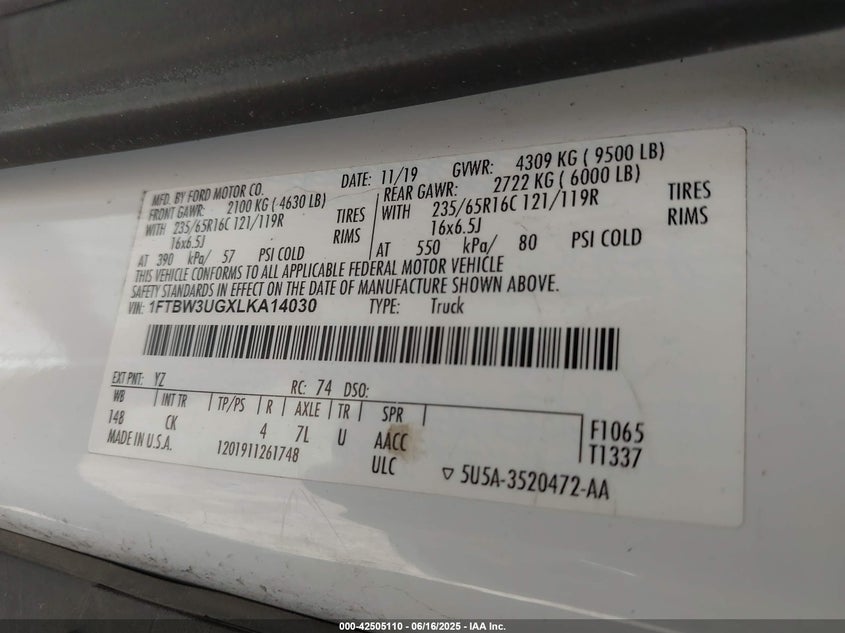 MFD. BY FORD MOTOR CO. DATE: 11/19 GVWR: 4309 KG ( 9500 LB)
FRONT GAWR: 2100 KG ( 4630 LB) REAR GAWR: 2722 KG ( 6000 LB)
WITH 235/65R16C 121/119R TIRES WITH 235/65R16C 121/119R TIRES
16x6.5J RIMS 16x6.5J RIMS
AT 390 kPa/ 57 PSI COLD AT 550 kPa/ 80 PSI COLD
THIS VEHICLE CONFORMS TO ALL APPLICABLE FEDERAL MOTOR VEHICLE
SAFETY STANDARDS IN EFFECT ON THE DATE OF MANUFACTURE SHOWN ABOVE.
VIN: 1FTBW3UGXLKA14030 TYPE: Truck
EXT PNT: YZ RC: 74 DSO:
WB INT TR TP/PS R AXLE TR SPR
148 CK 4 7L U AACC F1065
MADE IN U.S.A. 1201911261748 ULC T1337
▽ 5U5A-3520472-AA
000-42505110 - 06/16/2025 - IAA Inc.